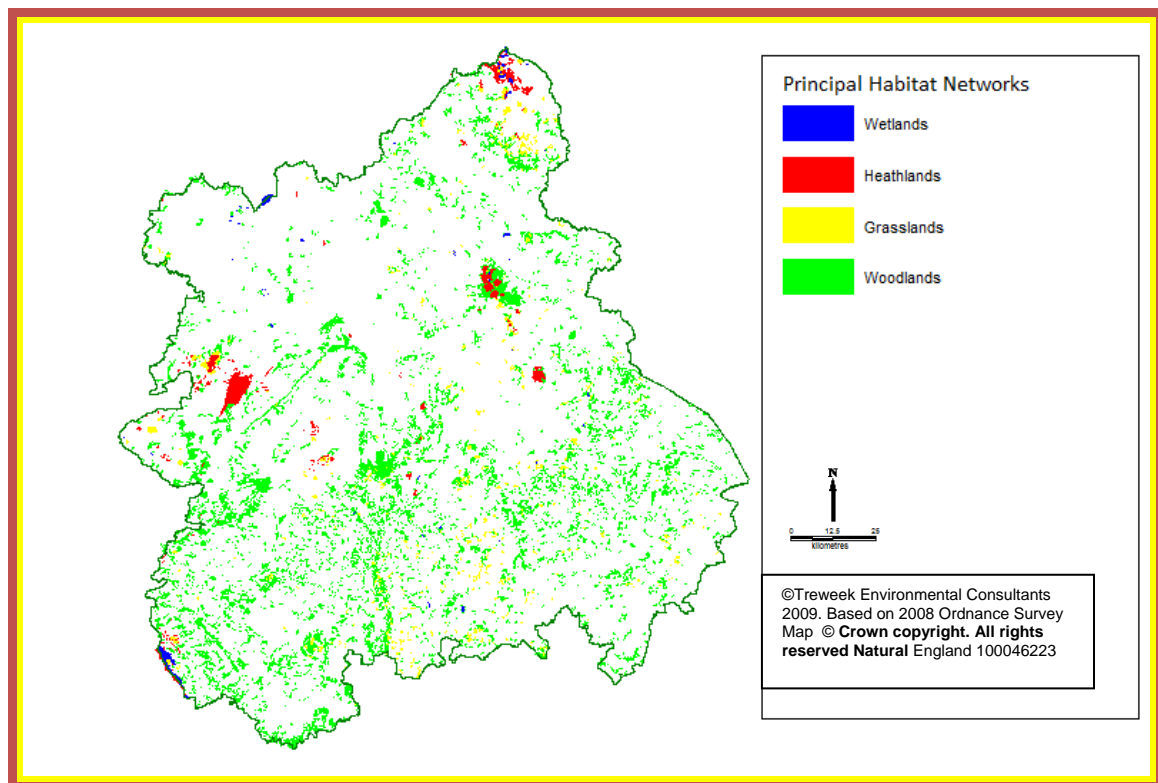 Principal Habitat Networks
Wetlands
Heathlands
Grasslands
Woodlands
N
0 12.5 25
kilometres
©Treweek Environmental Consultants
2009. Based on 2008 Ordnance Survey
Map © Crown copyright. All rights
reserved Natural England 100046223